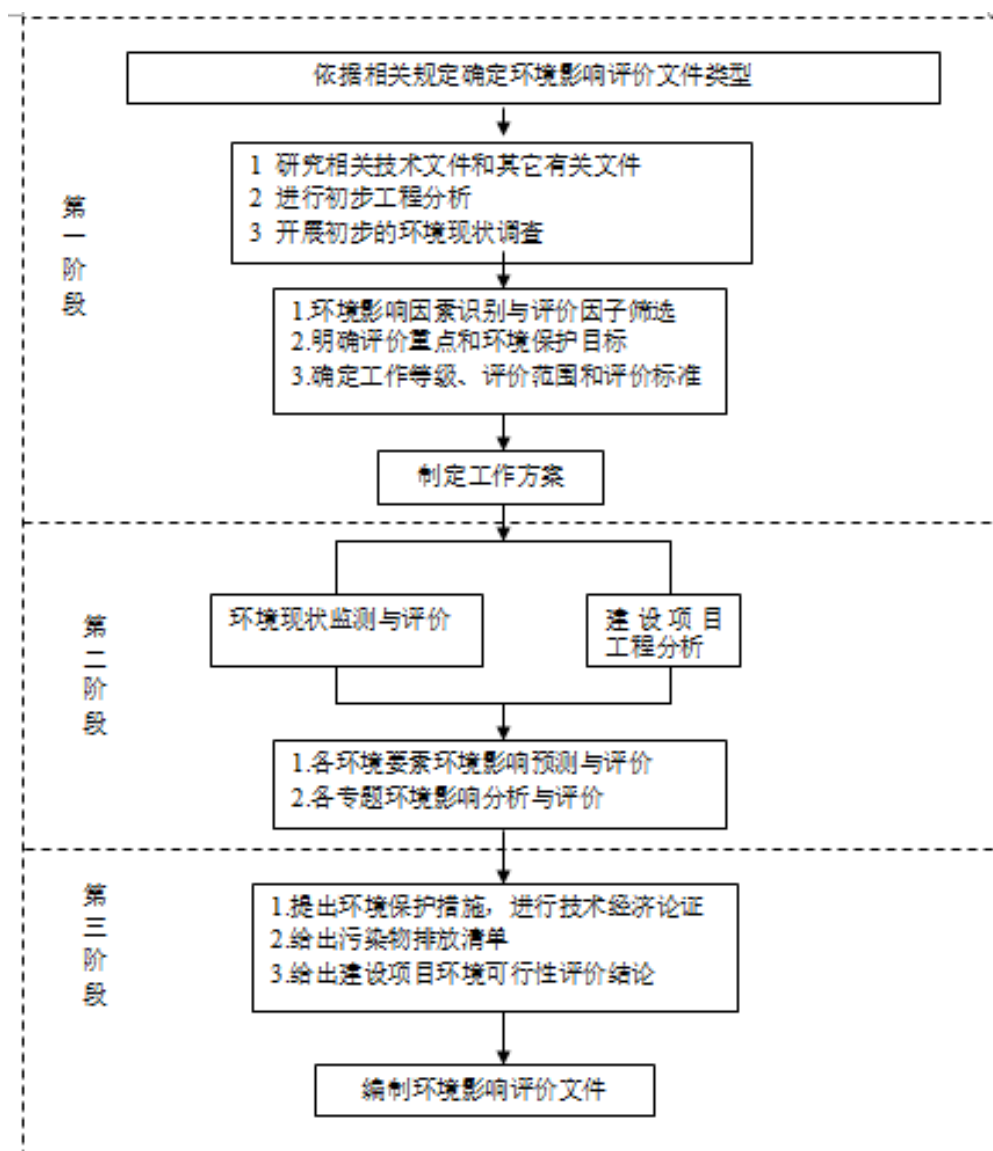 依据相关规定确定环境影响评价文件类型
1 研究相关技术文件和其它有关文件
2 进行初步工程分析
3 开展初步的环境现状调查
第一阶段
1.环境影响因素识别与评价因子筛选
2.明确评价重点和环境保护目标
3.确定工作等级、评价范围和评价标准
制定工作方案
第二阶段
环境现状监测与评价
建设项目
工程分析
1.各环境要素环境影响预测与评价
2.各专题环境影响分析与评价
第三阶段
1.提出环境保护措施，进行技术经济论证
2.给出污染物排放清单
3.给出建设项目环境可行性评价结论
编制环境影响评价文件